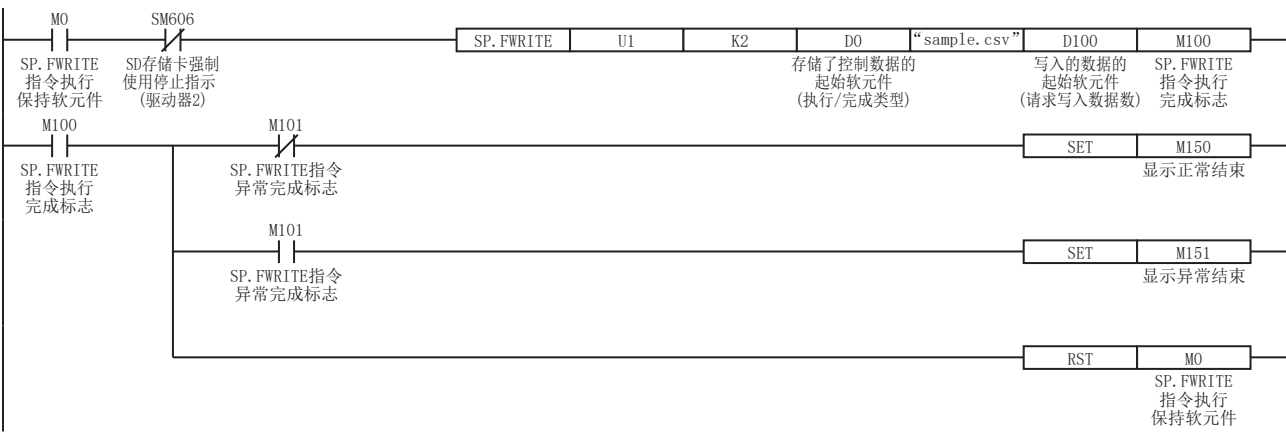 M0 SM606
SP.FWRITE U1 K2 D0 “sample.csv” D100 M100
SP.FWRITE SD存储卡强制 存储了控制数据的 写入的数据的 SP.FWRITE
指令执行 使用停止指示 起始软元件 起始软元件 指令执行
保持软元件 (驱动器2) (执行/完成类型) (请求写入数据数) 完成标志
M100 M101
SET M150
SP.FWRITE SP.FWRITE指令 显示正常结束
指令执行 异常完成标志
完成标志
M101
SET M151
SP.FWRITE指令 显示异常结束
异常完成标志
RST M0
SP.FWRITE
指令执行
保持软元件